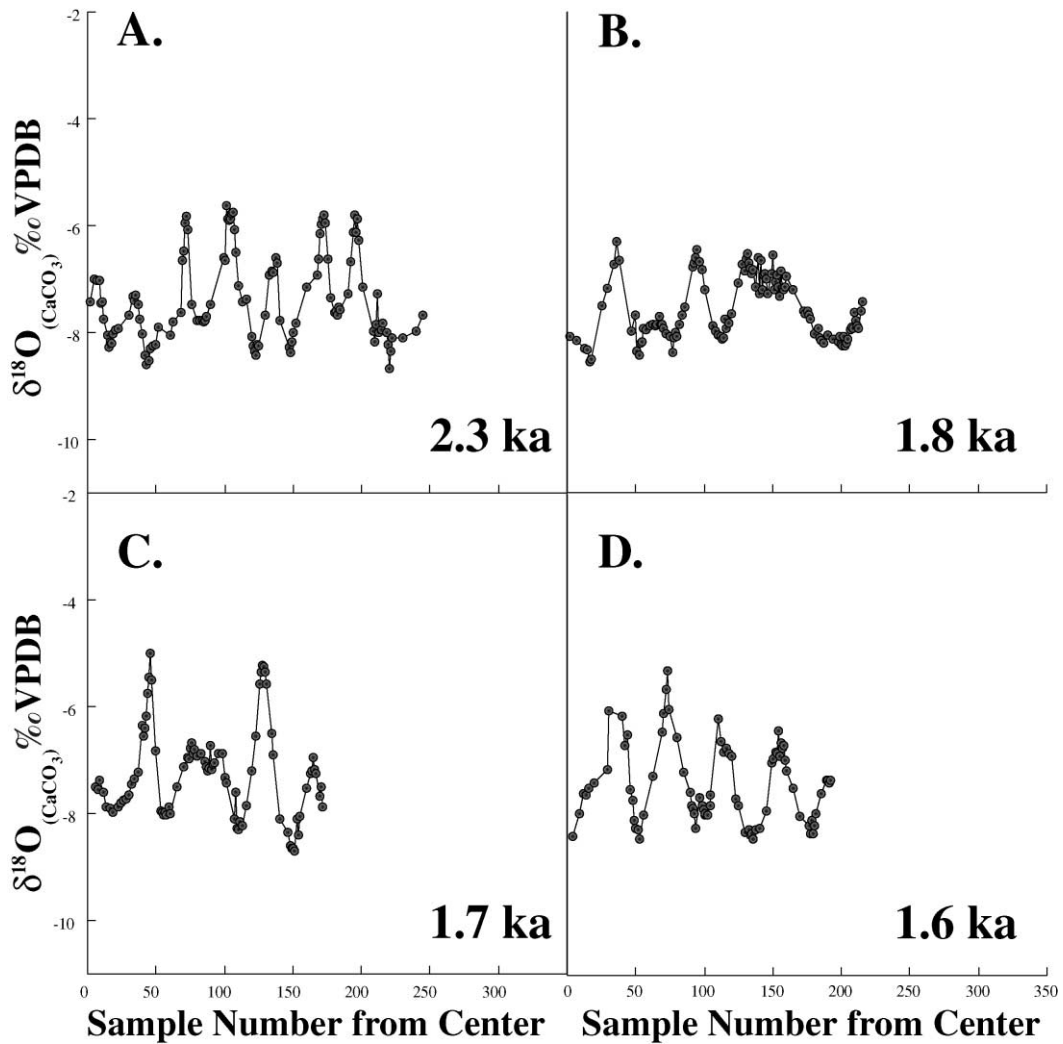 A.
B.
-2
-4
-6
-8
-10
δ¹⁸O (CaCO₃) ‰ VPDB
2.3 ka
1.8 ka
-2
C.
D.
-4
-6
-8
-10
δ¹⁸O (CaCO₃) ‰ VPDB
1.7 ka
1.6 ka
0 50 100 150 200 250 300
0 50 100 150 200 250 300 350
Sample Number from Center
Sample Number from Center